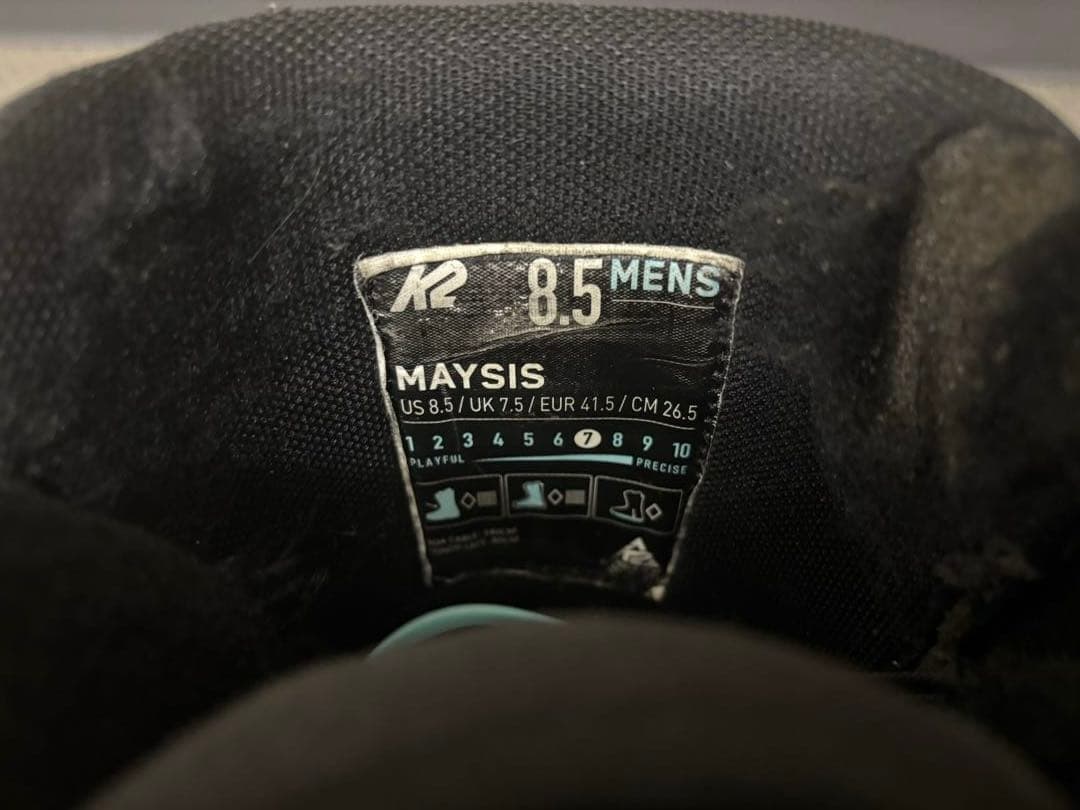 K2 8.5 MENS
MAYSIS
US 8.5 / UK 7.5 / EUR 41.5 / CM 26.5
1 2 3 4 5 6 7 8 9 10
PLAYFUL PRECISE